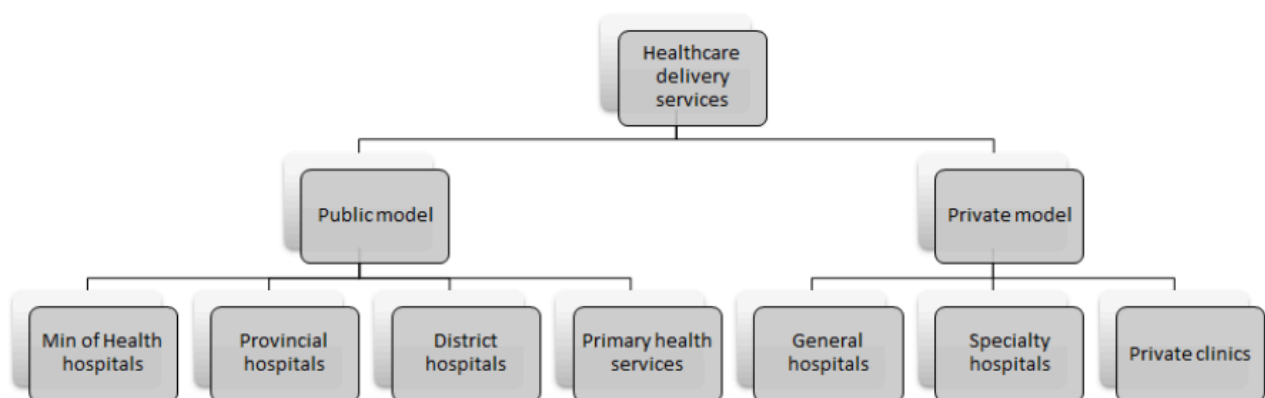 Healthcare
delivery
services
Public model
Private model
Min of Health
hospitals
Provincial
hospitals
District
hospitals
Primary health
services
General
hospitals
Specialty
hospitals
Private clinics